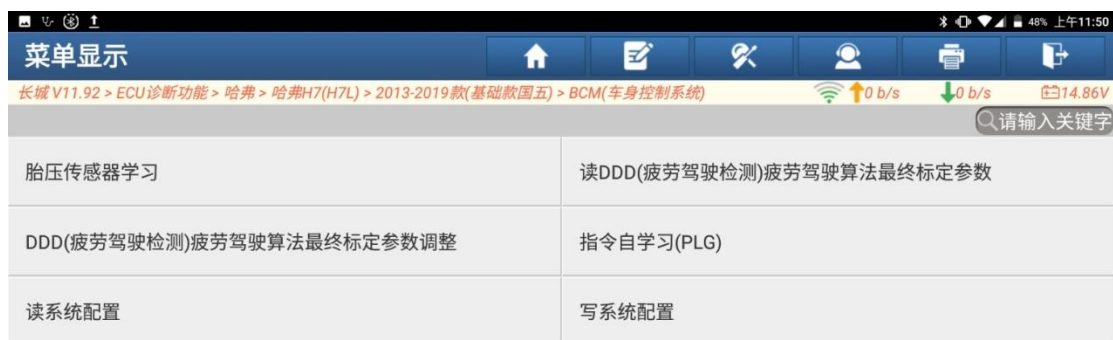 48% 上午11:50
菜单显示
长城 V11.92 > ECU诊断功能 > 哈弗 > 哈弗H7(H7L) > 2013-2019款(基础款国五) > BCM(车身控制系统) 0 b/s 0 b/s 14.86V
请输入关键字
胎压传感器学习 读DDD(疲劳驾驶检测)疲劳驾驶算法最终标定参数
DDD(疲劳驾驶检测)疲劳驾驶算法最终标定参数调整 指令自学习(PLG)
读系统配置 写系统配置